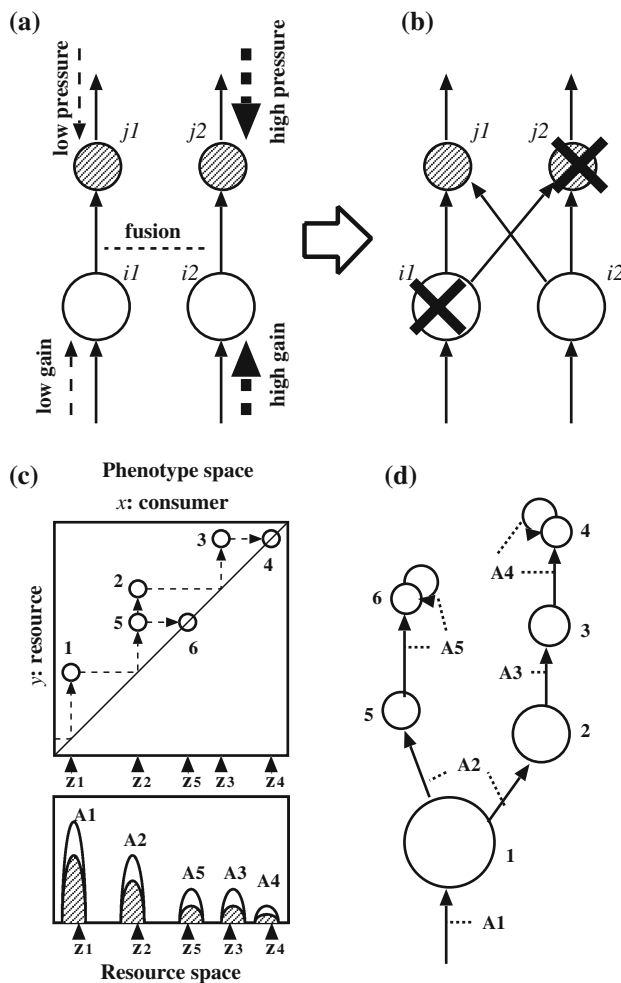 (a)
low pressure
high pressure
j1
j2
fusion
i1
i2
low gain
high gain
(b)
j1
j2
i1
i2
(c)
Phenotype space
x: consumer
y: resource
3
4
2
5
6
1
z1
z2
z5
z3
z4
A1
A2
A5
A3
A4
z1
z2
z5
z3
z4
Resource space
(d)
4
A4
6
3
A5
A3
5
2
A2
1
A1